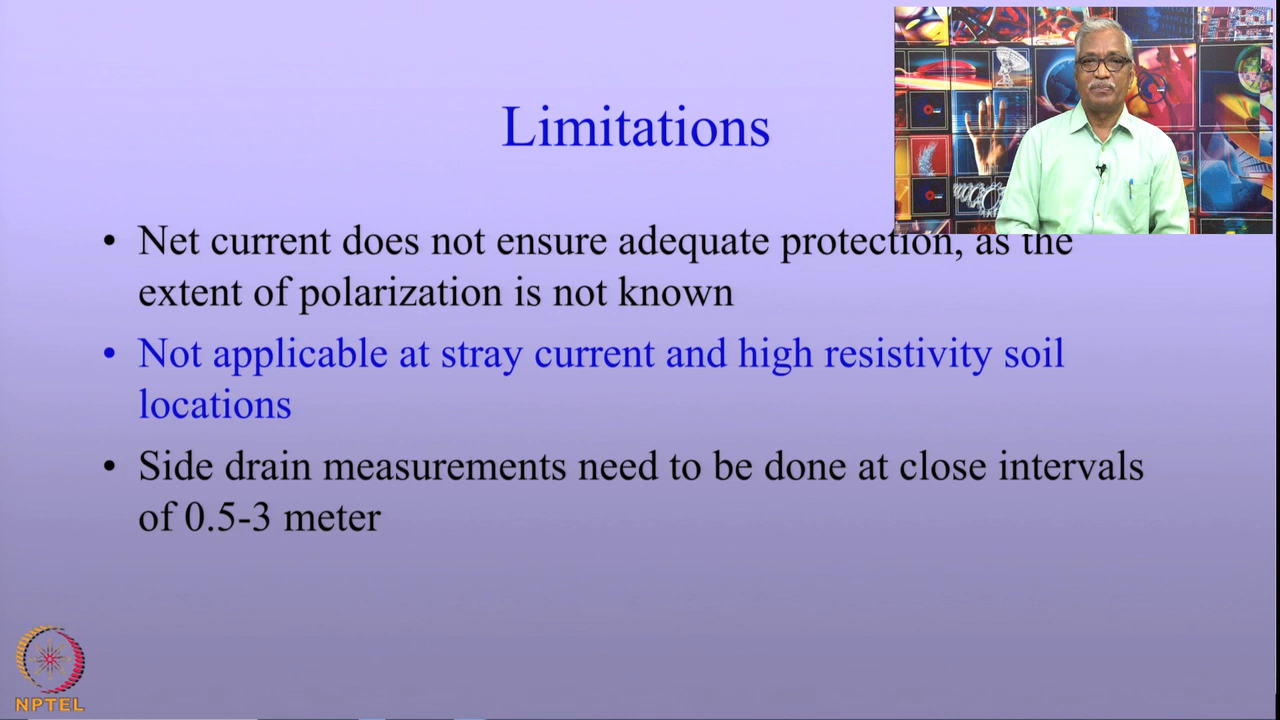 Limitations
• Net current does not ensure adequate protection, as the
extent of polarization is not known
• Not applicable at stray current and high resistivity soil
locations
• Side drain measurements need to be done at close intervals
of 0.5-3 meter
NPTEL